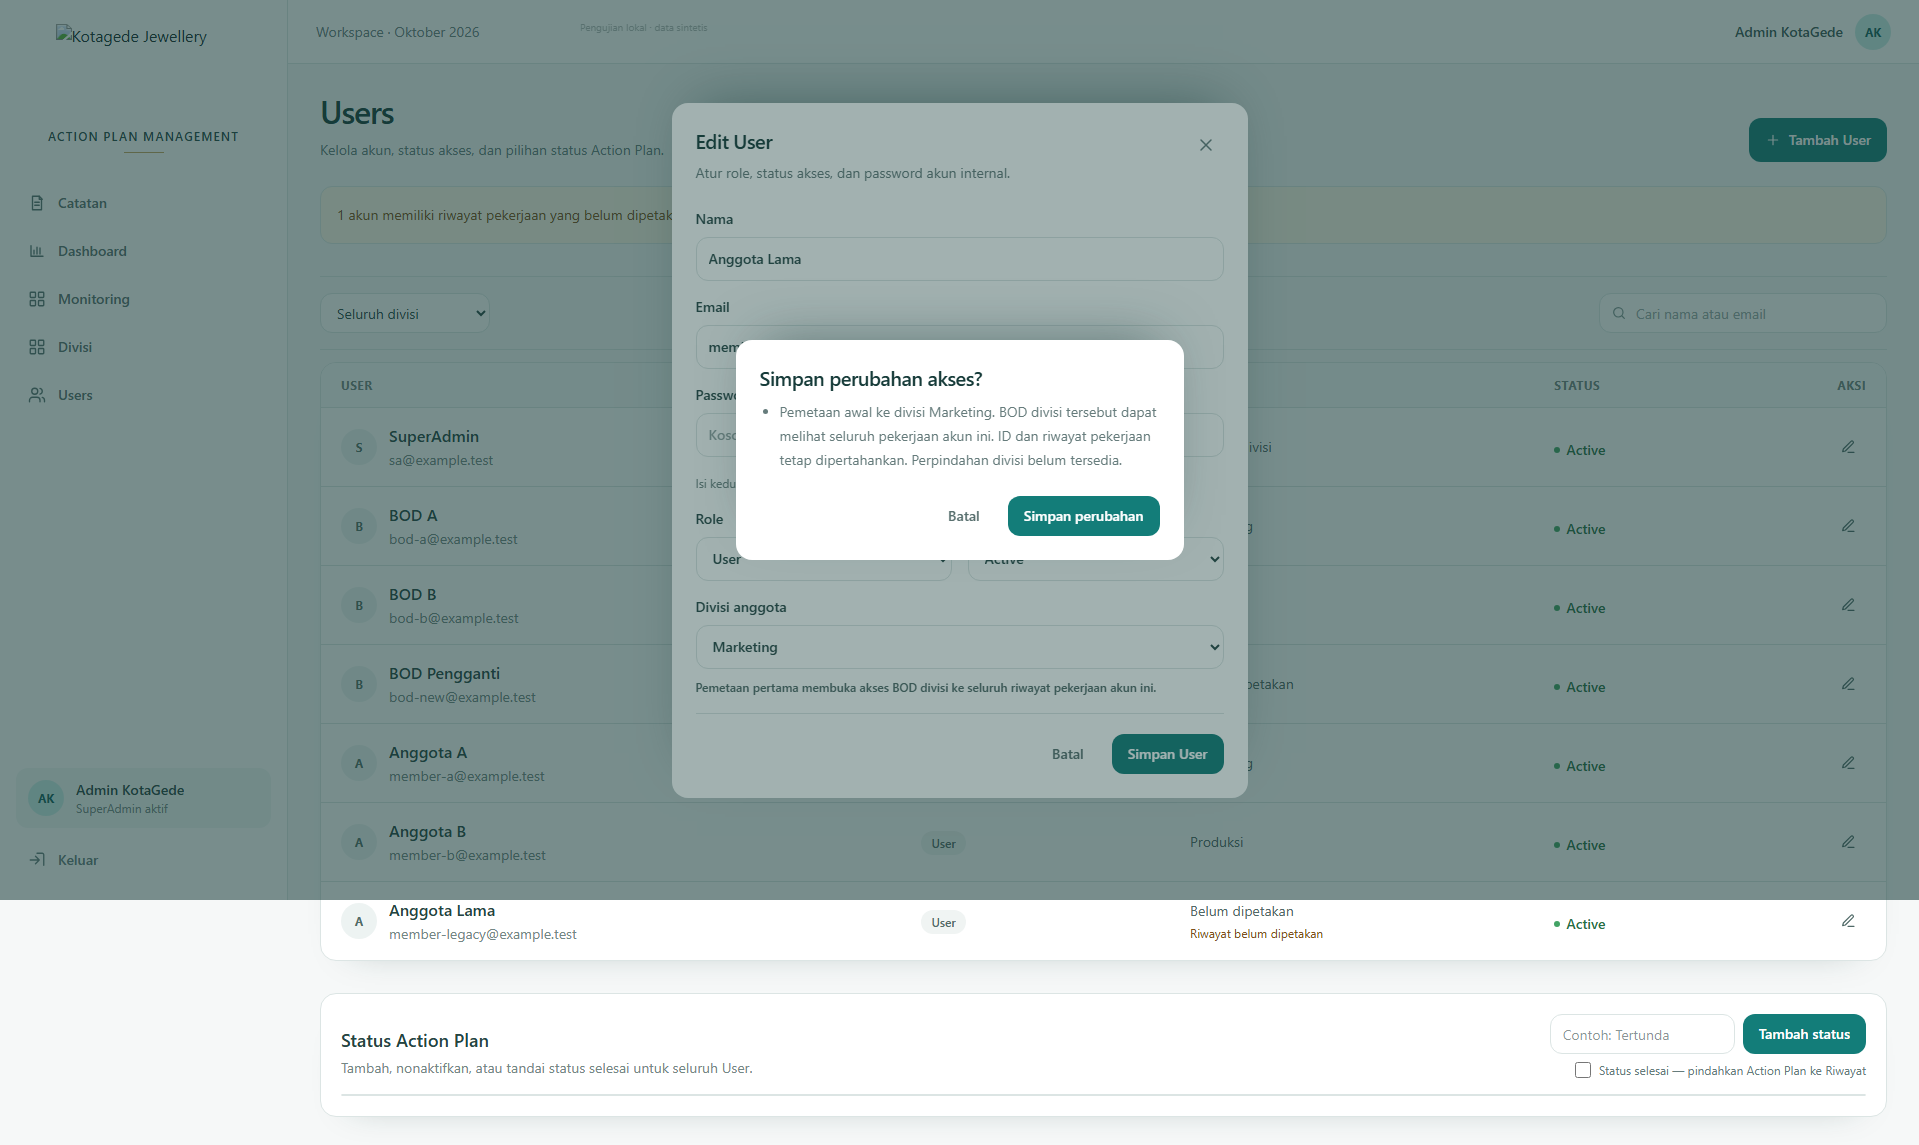 Kotagede Jewellery
ACTION PLAN MANAGEMENT
Catatan
Dashboard
Monitoring
Divisi
Users
AK
Admin KotaGede
SuperAdmin aktif
Keluar
Workspace · Oktober 2026
Pengujian lokal · data sintetis
Admin KotaGede
AK
Users
Kelola akun, status akses, dan pilihan status Action Plan.
Tambah User
1 akun memiliki riwayat pekerjaan yang belum dipetak
Seluruh divisi
Cari nama atau email
USER
STATUS
AKSI
S
SuperAdmin
sa@example.test
Active
B
BOD A
bod-a@example.test
Active
B
BOD B
bod-b@example.test
Active
B
BOD Pengganti
bod-new@example.test
Active
A
Anggota A
member-a@example.test
Active
A
Anggota B
member-b@example.test
User
Produksi
Active
A
Anggota Lama
member-legacy@example.test
User
Belum dipetakan
Riwayat belum dipetakan
Active
Status Action Plan
Tambah, nonaktifkan, atau tandai status selesai untuk seluruh User.
Contoh: Tertunda
Tambah status
Status selesai — pindahkan Action Plan ke Riwayat
Edit User
Atur role, status akses, dan password akun internal.
Nama
Anggota Lama
Email
Role
User
Active
Divisi anggota
Marketing
Pemetaan pertama membuka akses BOD divisi ke seluruh riwayat pekerjaan akun ini.
Batal
Simpan User
Simpan perubahan akses?
• Pemetaan awal ke divisi Marketing. BOD divisi tersebut dapat
melihat seluruh pekerjaan akun ini. ID dan riwayat pekerjaan
tetap dipertahankan. Perpindahan divisi belum tersedia.
Batal
Simpan perubahan